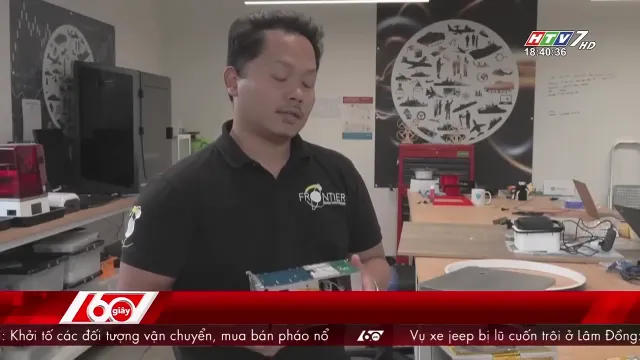 HTV7 HD
18:40:36
FRONTIER
60 giây
: Khởi tố các đối tượng vận chuyển, mua bán pháo nổ
60
Vụ xe jeep bị lũ cuốn trôi ở Lâm Đồng